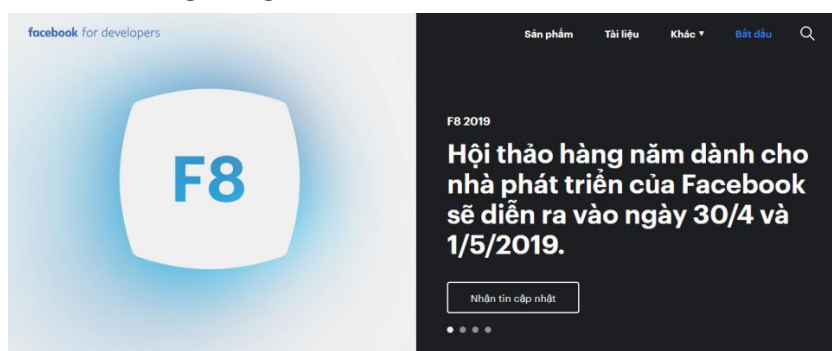 facebook for developers
Sản phẩm Tài liệu Khác ▾ Bắt đầu
F8
F8 2019
Hội thảo hàng năm dành cho
nhà phát triển của Facebook
sẽ diễn ra vào ngày 30/4 và
1/5/2019.
Nhận tin cập nhật